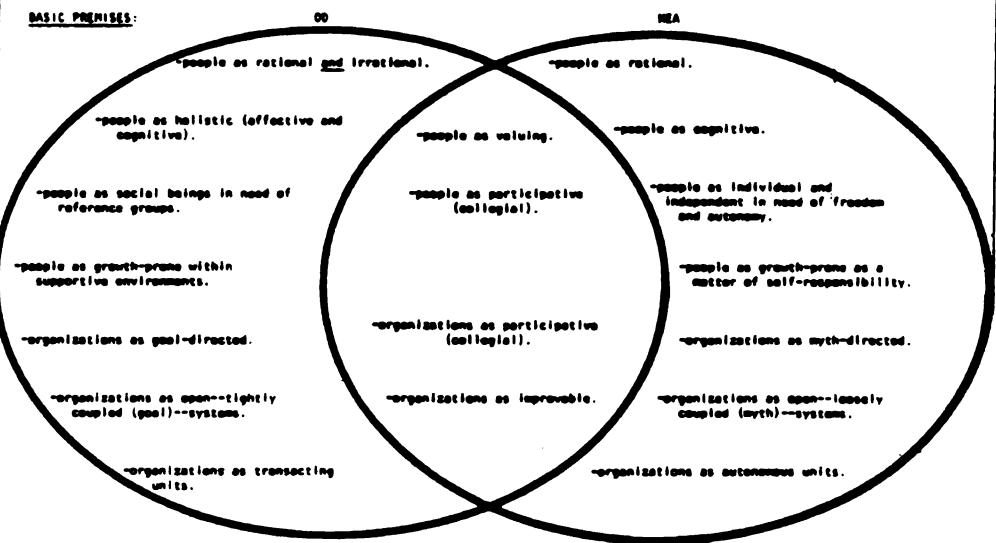 BASIC PREMISES:
OD
MEA
-people as rational and irrational.
-people as holistic (affective and
cognitive).
-people as social beings in need of
reference groups.
-people as growth-prone within
supportive environments.
-organizations as goal-directed.
-organizations as open--tightly
coupled (goal)--systems.
-organizations as transacting
units.
-people as valuing.
-people as participative
(collegial).
-organizations as participative
(collegial).
-organizations as improvable.
-people as rational.
-people as cognitive.
-people as individual and
independent in need of freedom
and autonomy.
-people as growth-prone as a
matter of self-responsibility.
-organizations as myth-directed.
-organizations as open--loosely
coupled (myth)--systems.
-organizations as autonomous units.